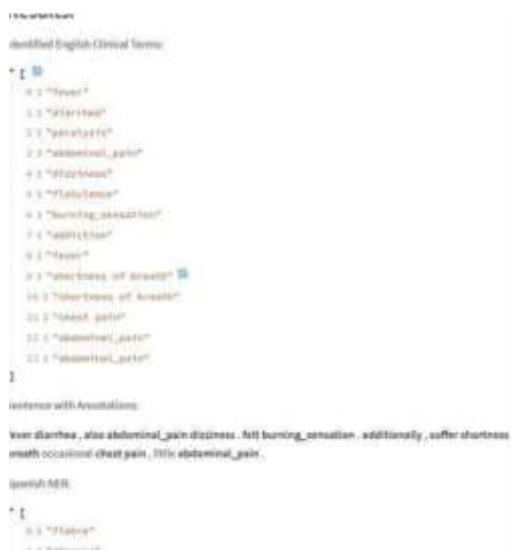 Identified English Clinical Terms:
[
0 : "fever"
1 : "diarrhea"
2 : "paralysis"
3 : "abdominal_pain"
4 : "dizziness"
5 : "flatulence"
6 : "burning_sensation"
7 : "addiction"
8 : "fever"
9 : "shortness of breath"
10 : "shortness of breath"
11 : "chest pain"
12 : "abdominal_pain"
13 : "abdominal_pain"
]
sentence with Annotations:
fever diarrhea , also abdominal_pain dizziness . felt burning_sensation . additionally , suffer shortness
breath occasional chest pain , little abdominal_pain .
Spanish NER:
[
0 : "fiebre"